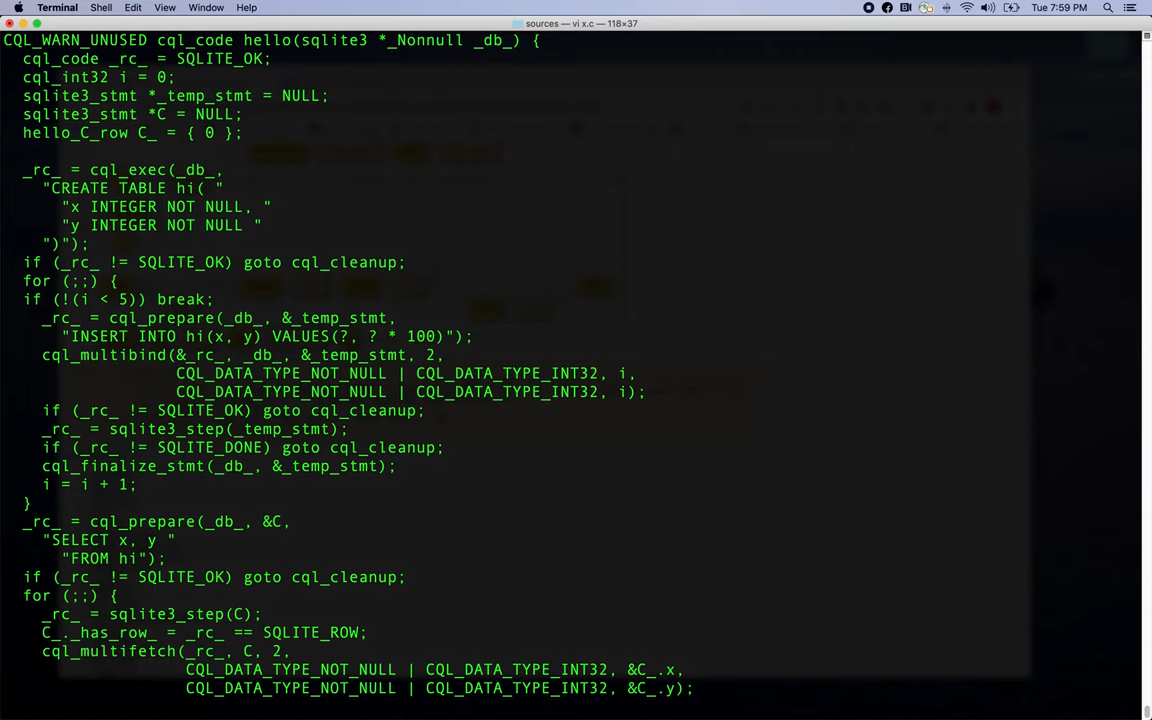 Terminal Shell Edit View Window Help Tue 7:59 PM
sources — vi x.c — 118×37
CQL_WARN_UNUSED cql_code hello(sqlite3 *_Nonnull _db_) {
  cql_code _rc_ = SQLITE_OK;
  cql_int32 i = 0;
  sqlite3_stmt *_temp_stmt = NULL;
  sqlite3_stmt *C = NULL;
  hello_C_row C_ = { 0 };
  _rc_ = cql_exec(_db_,
    "CREATE TABLE hi( "
      "x INTEGER NOT NULL, "
      "y INTEGER NOT NULL "
    ")");
  if (_rc_ != SQLITE_OK) goto cql_cleanup;
  for (;;) {
  if (!(i < 5)) break;
    _rc_ = cql_prepare(_db_, &_temp_stmt,
      "INSERT INTO hi(x, y) VALUES(?, ? * 100)");
    cql_multibind(&_rc_, _db_, &_temp_stmt, 2,
                  CQL_DATA_TYPE_NOT_NULL | CQL_DATA_TYPE_INT32, i,
                  CQL_DATA_TYPE_NOT_NULL | CQL_DATA_TYPE_INT32, i);
    if (_rc_ != SQLITE_OK) goto cql_cleanup;
    _rc_ = sqlite3_step(_temp_stmt);
    if (_rc_ != SQLITE_DONE) goto cql_cleanup;
    cql_finalize_stmt(_db_, &_temp_stmt);
    i = i + 1;
  }
  _rc_ = cql_prepare(_db_, &C,
    "SELECT x, y "
      "FROM hi");
  if (_rc_ != SQLITE_OK) goto cql_cleanup;
  for (;;) {
    _rc_ = sqlite3_step(C);
    C_._has_row_ = _rc_ == SQLITE_ROW;
    cql_multifetch(_rc_, C, 2,
                   CQL_DATA_TYPE_NOT_NULL | CQL_DATA_TYPE_INT32, &C_.x,
                   CQL_DATA_TYPE_NOT_NULL | CQL_DATA_TYPE_INT32, &C_.y);